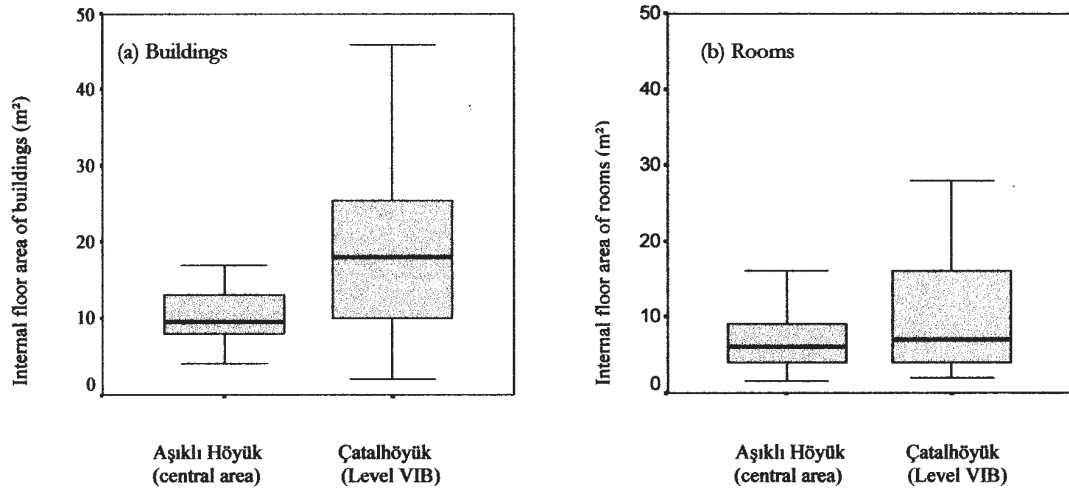 (a) Buildings
Internal floor area of buildings (m²)
50
40
30
20
10
0
Aşıklı Höyük
(central area)
Çatalhöyük
(Level VIB)
(b) Rooms
Internal floor area of rooms (m²)
50
40
30
20
10
0
Aşıklı Höyük
(central area)
Çatalhöyük
(Level VIB)